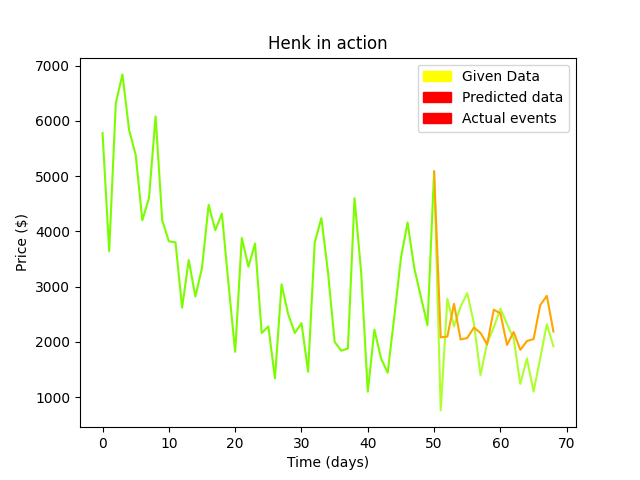 Henk in action
Given Data
Predicted data
Actual events
7000
6000
5000
4000
3000
2000
1000
Price ($)
0 10 20 30 40 50 60 70
Time (days)